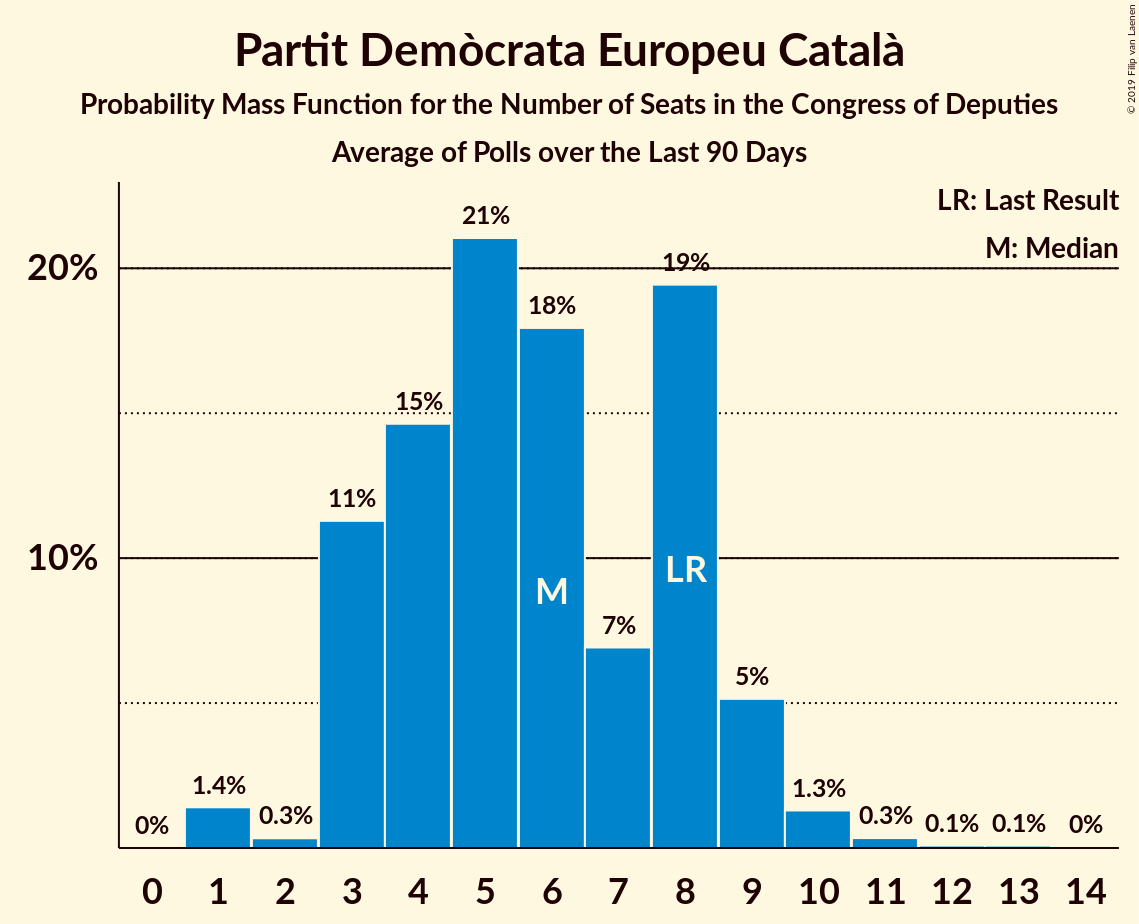 Partit Demòcrata Europeu Català
Probability Mass Function for the Number of Seats in the Congress of Deputies
Average of Polls over the Last 90 Days
© 2019 Filip van Laenen
LR: Last Result
M: Median
20%
10%
0%
1.4%
0.3%
11%
15%
21%
18%
7%
19%
5%
1.3%
0.3%
0.1%
0.1%
0%
M
LR
0 1 2 3 4 5 6 7 8 9 10 11 12 13 14